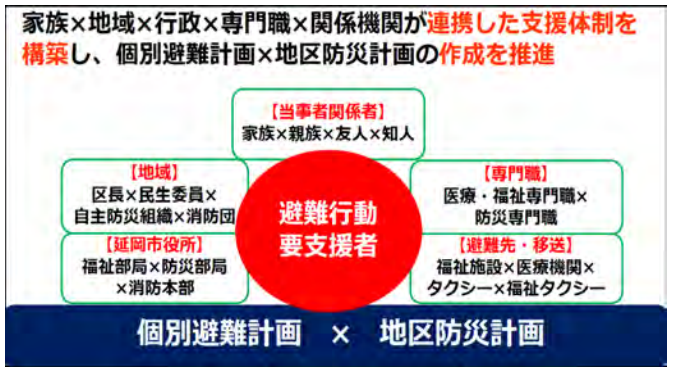 家族×地域×行政×専門職×関係機関が連携した支援体制を
構築し、個別避難計画×地区防災計画の作成を推進
【当事者関係者】
家族×親族×友人×知人
【地域】
区長×民生委員×
自主防災組織×消防団
【専門職】
医療・福祉専門職×
防災専門職
避難行動
要支援者
【延岡市役所】
福祉部局×防災部局
×消防本部
【避難先・移送】
福祉施設×医療機関×
タクシー×福祉タクシー
個別避難計画 × 地区防災計画